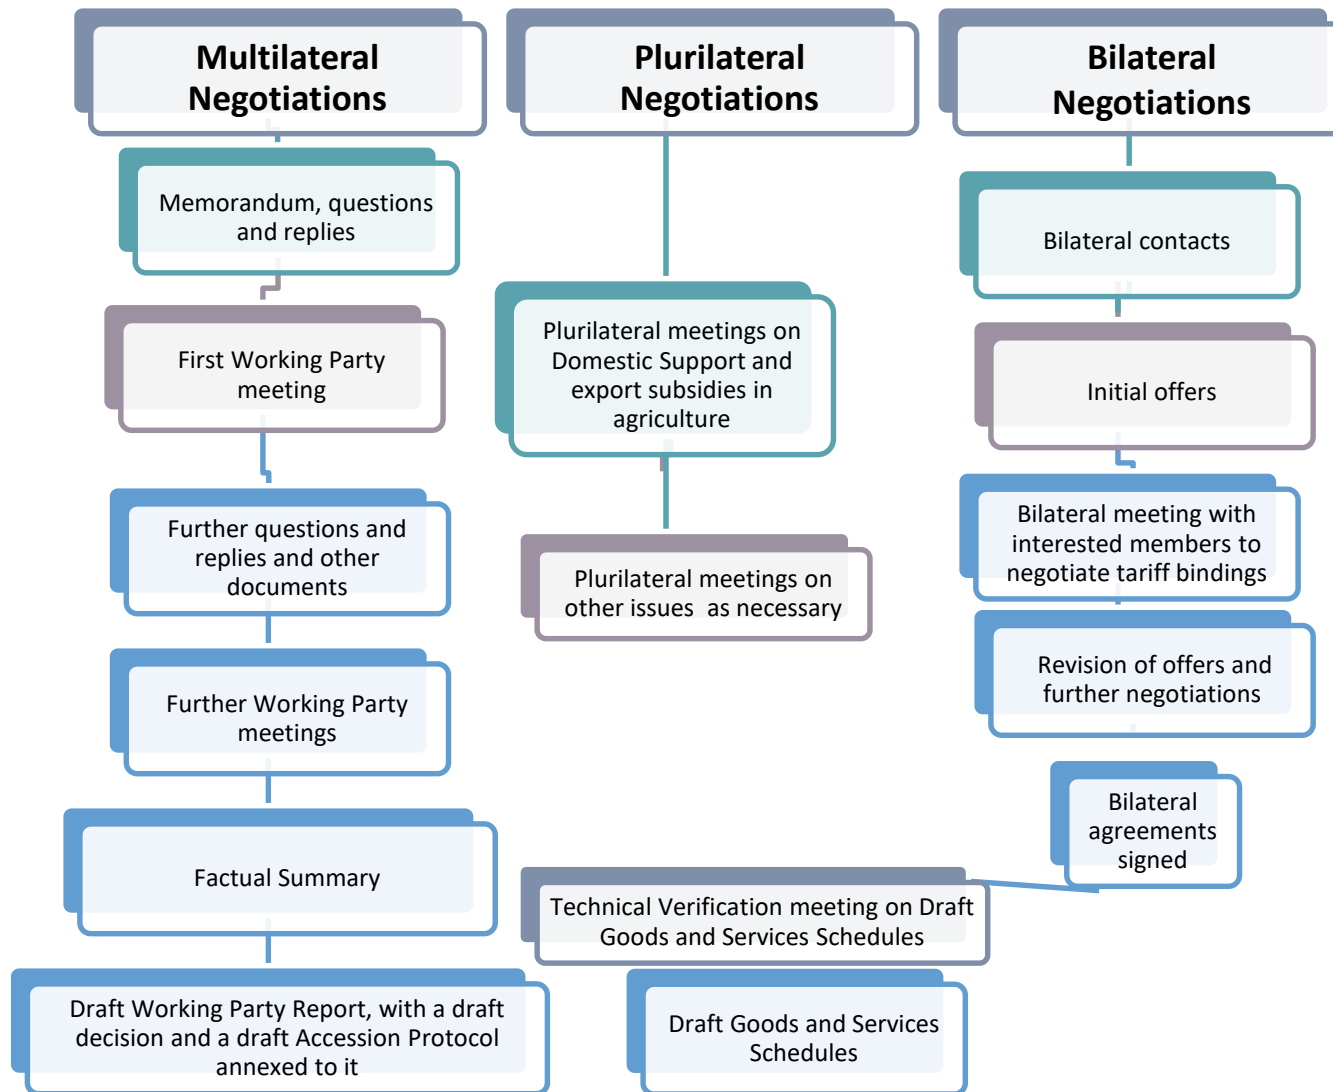 Multilateral
Negotiations
Memorandum, questions
and replies
First Working Party
meeting
Further questions and
replies and other
documents
Further Working Party
meetings
Factual Summary
Draft Working Party Report, with a draft
decision and a draft Accession Protocol
annexed to it
Plurilateral
Negotiations
Plurilateral meetings on
Domestic Support and
export subsidies in
agriculture
Plurilateral meetings on
other issues  as necessary
Bilateral
Negotiations
Bilateral contacts
Initial offers
Bilateral meeting with
interested members to
negotiate tariff bindings
Revision of offers and
further negotiations
Bilateral
agreements
signed
Technical Verification meeting on Draft
Goods and Services Schedules
Draft Goods and Services
Schedules